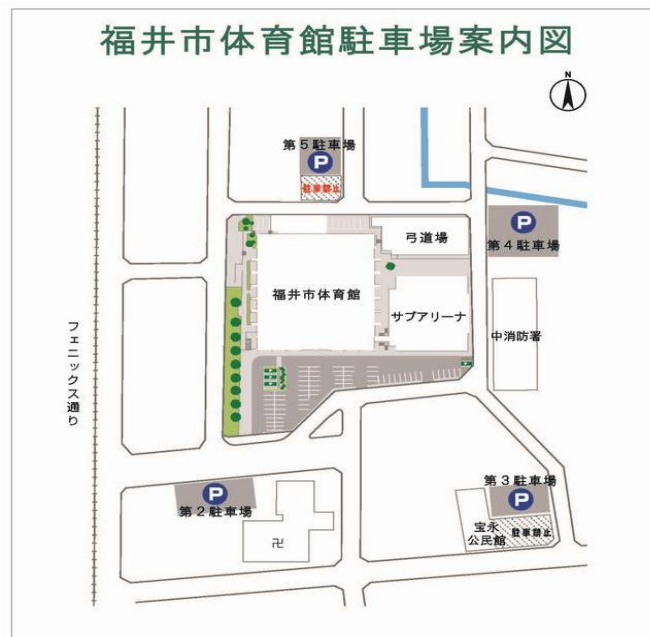 福井市体育館駐車場案内図
N
第5駐車場
P
駐車禁止
P
第4駐車場
弓道場
福井市体育館
サブアリーナ
中消防署
フェニックス通り
第3駐車場
P
宝永
公民館
駐車禁止
P
第2駐車場
卍